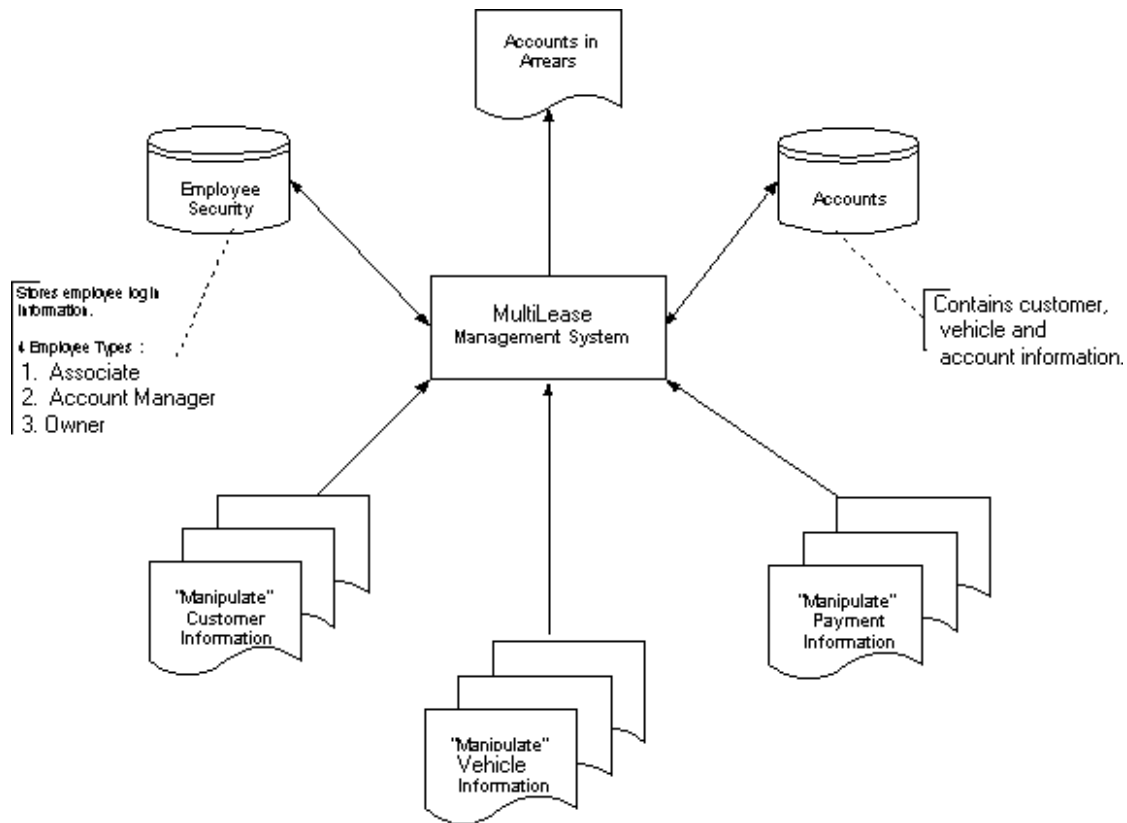 Accounts in
Arrears
Employee
Security
Accounts
Stores employee login
Information.
4 Employee Types :
1. Associate
2. Account Manager
3. Owner
MultiLease
Management System
Contains customer,
vehicle and
account information.
"Manipulate"
Customer
Information
"Manipulate"
Vehicle
Information
"Manipulate"
Payment
Information